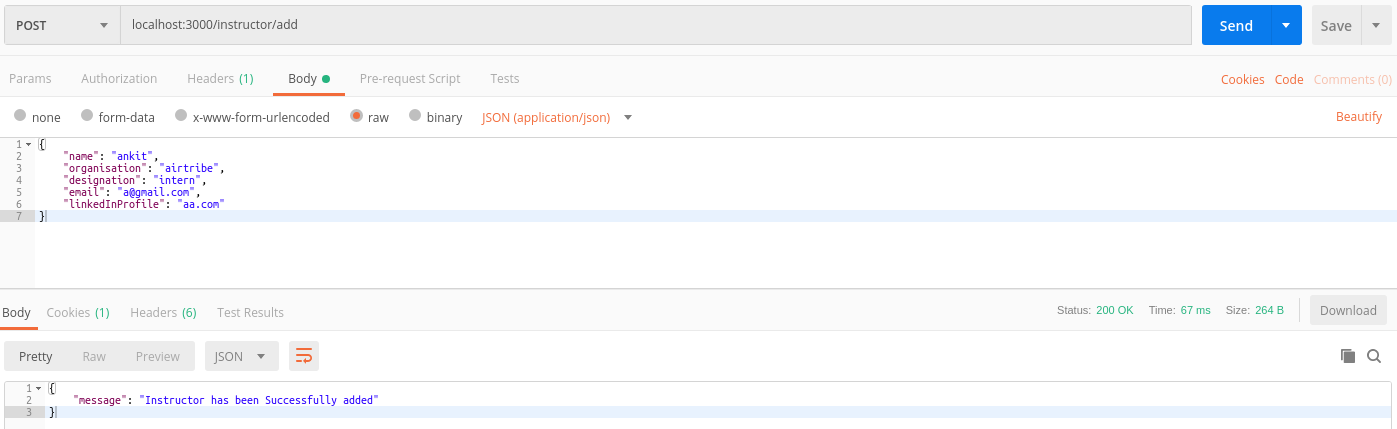 POST localhost:3000/instructor/add Send Save
Params Authorization Headers (1) Body Pre-request Script Tests Cookies Code Comments (0)
none form-data x-www-form-urlencoded raw binary JSON (application/json) Beautify
1 {
2 "name": "ankit",
3 "organisation": "airtribe",
4 "designation": "intern",
5 "email": "a@gmail.com",
6 "linkedInProfile": "aa.com"
7 }
Body Cookies (1) Headers (6) Test Results Status: 200 OK Time: 67 ms Size: 264 B Download
Pretty Raw Preview JSON
1 {
2 "message": "Instructor has been Successfully added"
3 }